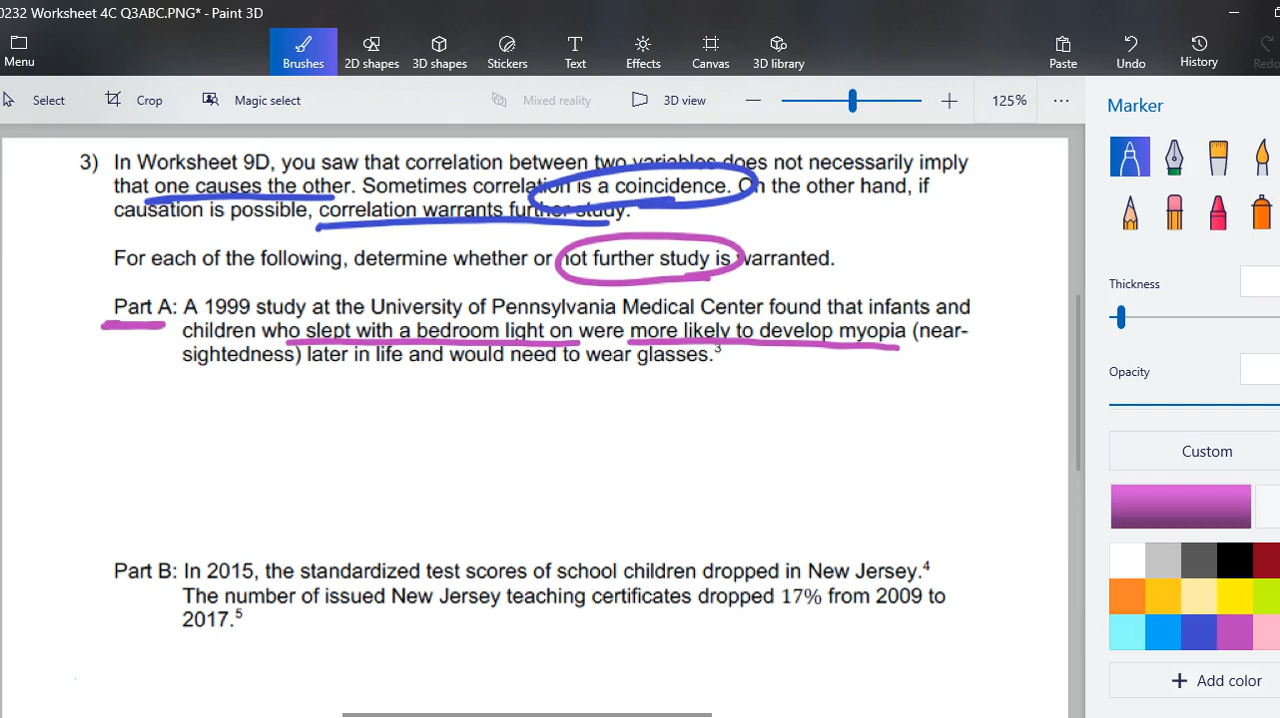 0232 Worksheet 4C Q3ABC.PNG* - Paint 3D
Menu
Brushes
2D shapes
3D shapes
Stickers
Text
Effects
Canvas
3D library
Paste
Undo
History
Redo
Select
Crop
Magic select
Mixed reality
3D view
125%
Marker
3) In Worksheet 9D, you saw that correlation between two variables does not necessarily imply
that one causes the other. Sometimes correlation is a coincidence. On the other hand, if
causation is possible, correlation warrants further study.
For each of the following, determine whether or not further study is warranted.
Part A: A 1999 study at the University of Pennsylvania Medical Center found that infants and
children who slept with a bedroom light on were more likely to develop myopia (near-
sightedness) later in life and would need to wear glasses.³
Part B: In 2015, the standardized test scores of school children dropped in New Jersey.⁴
The number of issued New Jersey teaching certificates dropped 17% from 2009 to
2017.⁵
Thickness
Opacity
Custom
+ Add color